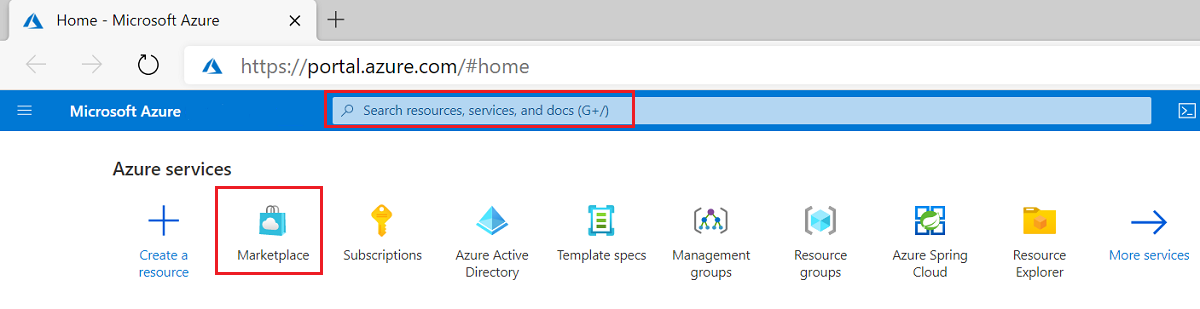 Home - Microsoft Azure
https://portal.azure.com/#home
Microsoft Azure
Search resources, services, and docs (G+/)
Azure services
Create a
resource
Marketplace
Subscriptions
Azure Active
Directory
Template specs
Management
groups
Resource
groups
Azure Spring
Cloud
Resource
Explorer
More services